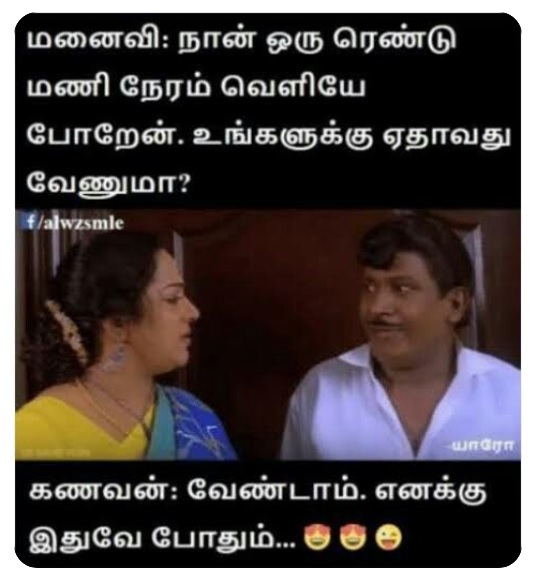 மனைவி: நான் ஒரு ரெண்டு
மணி நேரம் வெளியே
போறேன். உங்களுக்கு ஏதாவது
வேணுமா?
f/alwzsmle
-யாரோ
கணவன்: வேண்டாம். எனக்கு
இதுவே போதும்... 😍 😍 😜